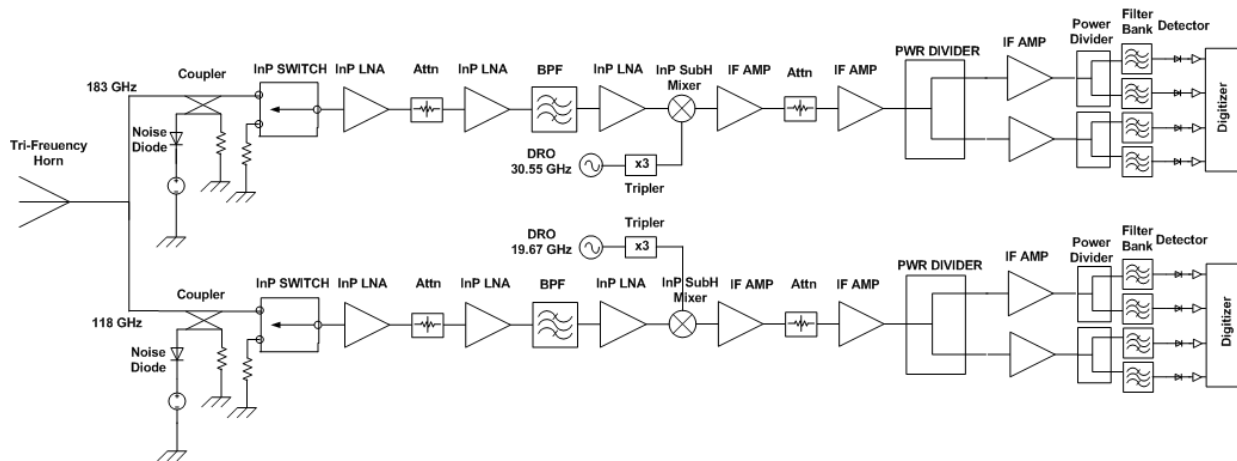 Tri-Freuency
Horn
183 GHz
Coupler
Noise
Diode
InP SWITCH
InP LNA
Attn
InP LNA
BPF
InP LNA
InP SubH
Mixer
IF AMP
Attn
IF AMP
PWR DIVIDER
IF AMP
Power
Divider
Filter
Bank
Detector
Digitizer
DRO
30.55 GHz
x3
Tripler
118 GHz
Coupler
Noise
Diode
InP SWITCH
InP LNA
Attn
InP LNA
BPF
InP LNA
DRO
19.67 GHz
Tripler
x3
InP SubH
Mixer
IF AMP
Attn
IF AMP
PWR DIVIDER
IF AMP
Power
Divider
Filter
Bank
Detector
Digitizer